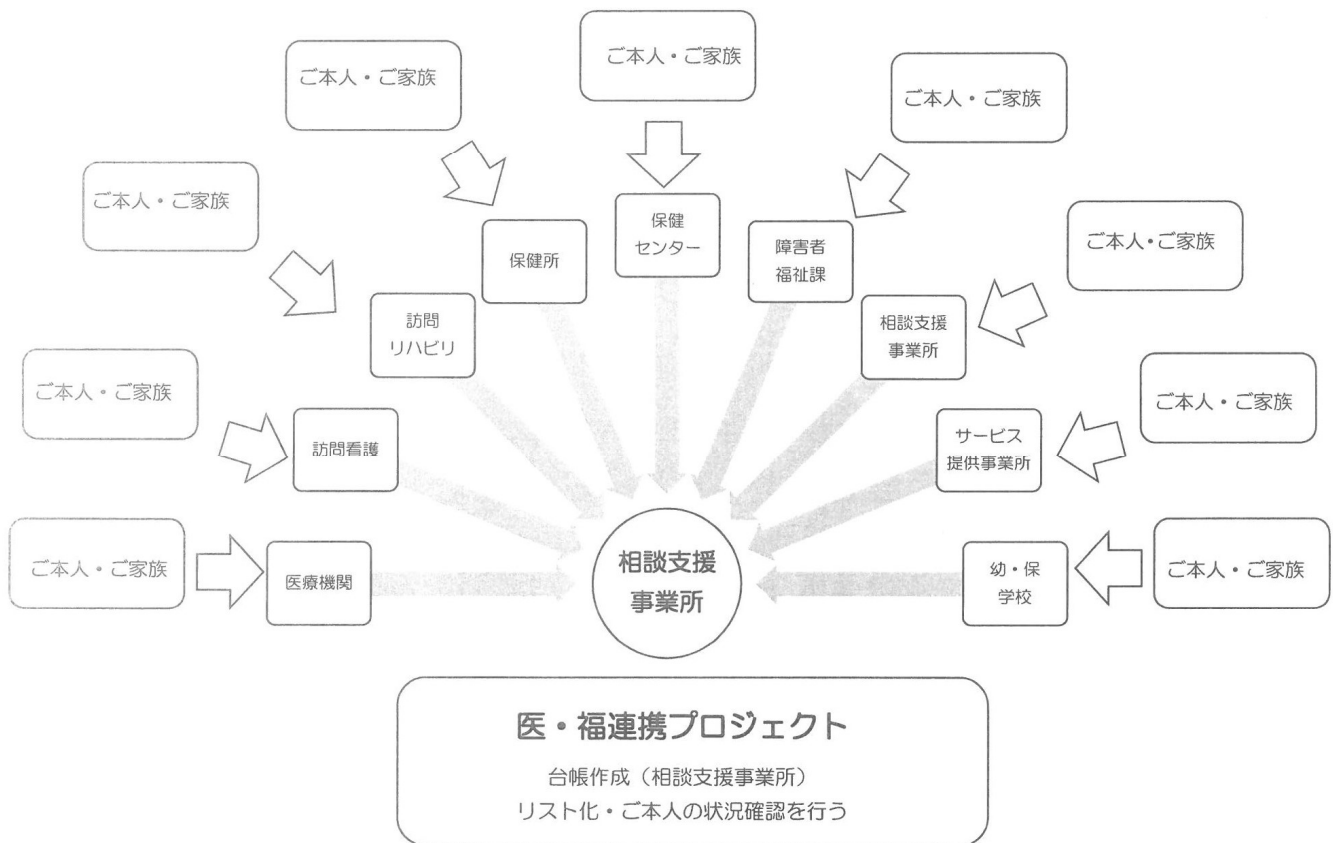 ご本人・ご家族
ご本人・ご家族
ご本人・ご家族
ご本人・ご家族
ご本人・ご家族
ご本人・ご家族
ご本人・ご家族
ご本人・ご家族
ご本人・ご家族
医療機関
訪問看護
訪問
リハビリ
保健所
保健
センター
障害者
福祉課
相談支援
事業所
サービス
提供事業所
幼・保
学校
相談支援
事業所
医・福連携プロジェクト
台帳作成（相談支援事業所）
リスト化・ご本人の状況確認を行う